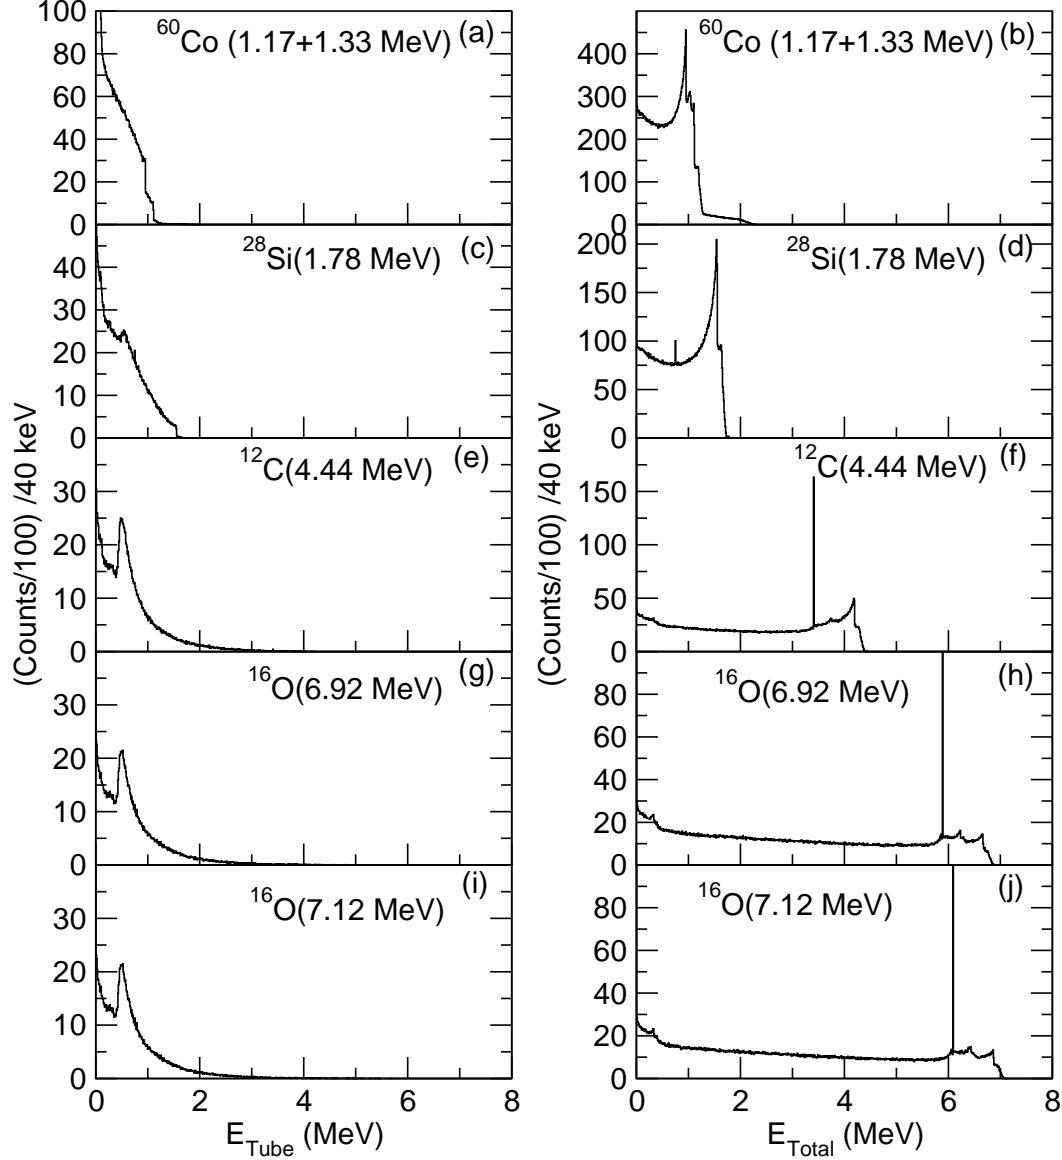 100
80
60
40
20
0
⁶⁰Co (1.17+1.33 MeV) (a)
400
300
200
100
0
⁶⁰Co (1.17+1.33 MeV) (b)
40
30
20
10
0
²⁸Si(1.78 MeV) (c)
200
150
100
50
0
²⁸Si(1.78 MeV) (d)
30
20
10
0
¹²C(4.44 MeV) (e)
150
100
50
0
¹²C(4.44 MeV) (f)
30
20
10
0
¹⁶O(6.92 MeV) (g)
80
60
40
20
0
¹⁶O(6.92 MeV) (h)
30
20
10
0
¹⁶O(7.12 MeV) (i)
80
60
40
20
0
¹⁶O(7.12 MeV) (j)
(Counts/100) /40 keV
(Counts/100) /40 keV
0 2 4 6 8
0 2 4 6 8
E_Tube (MeV)
E_Total (MeV)